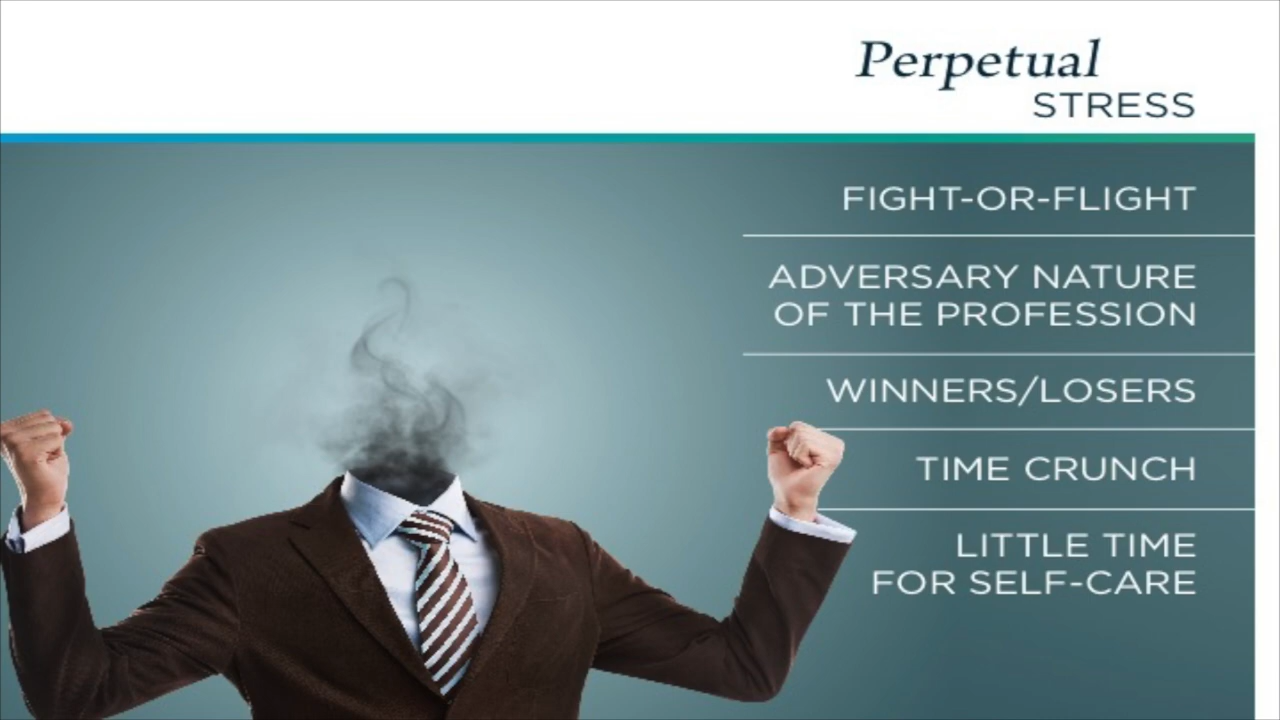 Perpetual
STRESS
FIGHT-OR-FLIGHT
ADVERSARY NATURE
OF THE PROFESSION
WINNERS/LOSERS
TIME CRUNCH
LITTLE TIME
FOR SELF-CARE